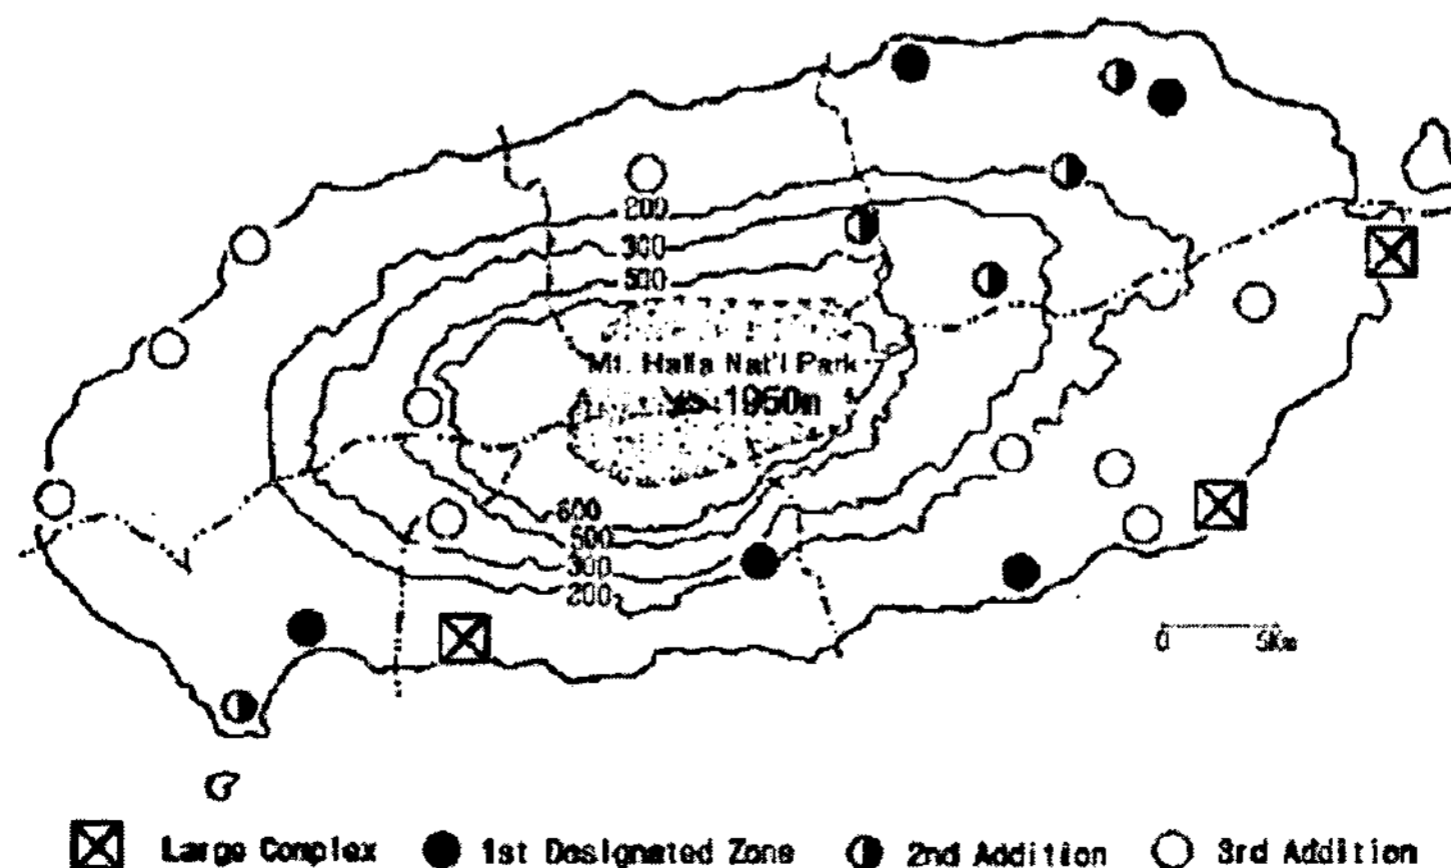 200
300
500
Mt. Halla Nat'l Park
1950m
600
500
300
200
0 5Km
Large Complex 1st Designated Zone 2nd Addition 3rd Addition